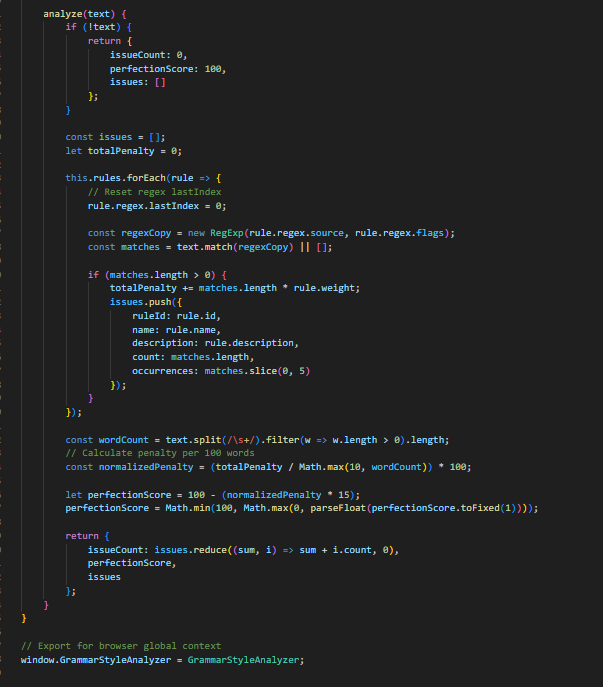 analyze(text) {
if (!text) {
return {
issueCount: 0,
perfectionScore: 100,
issues: []
};
}
const issues = [];
let totalPenalty = 0;
this.rules.forEach(rule => {
// Reset regex lastIndex
rule.regex.lastIndex = 0;
const regexCopy = new RegExp(rule.regex.source, rule.regex.flags);
const matches = text.match(regexCopy) || [];
if (matches.length > 0) {
totalPenalty += matches.length * rule.weight;
issues.push({
ruleId: rule.id,
name: rule.name,
description: rule.description,
count: matches.length,
occurrences: matches.slice(0, 5)
});
}
});
const wordCount = text.split(/\s+/).filter(w => w.length > 0).length;
// Calculate penalty per 100 words
const normalizedPenalty = (totalPenalty / Math.max(10, wordCount)) * 100;
let perfectionScore = 100 - (normalizedPenalty * 15);
perfectionScore = Math.min(100, Math.max(0, parseFloat(perfectionScore.toFixed(1))));
return {
issueCount: issues.reduce((sum, i) => sum + i.count, 0),
perfectionScore,
issues
};
}
}
// Export for browser global context
window.GrammarStyleAnalyzer = GrammarStyleAnalyzer;